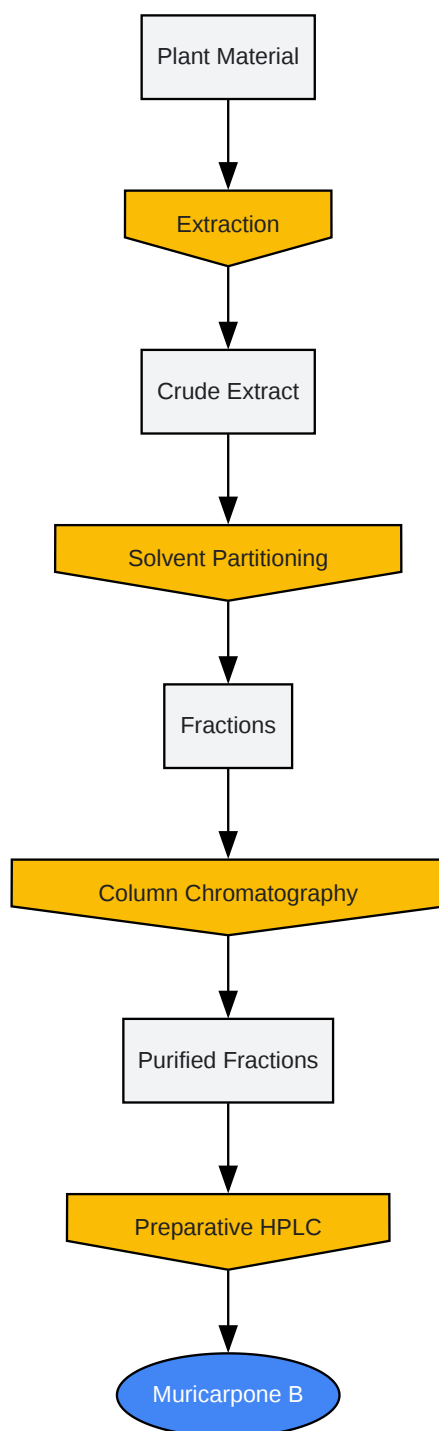 Plant Material
Extraction
Crude Extract
Solvent Partitioning
Fractions
Column Chromatography
Purified Fractions
Preparative HPLC
Muricarpone B